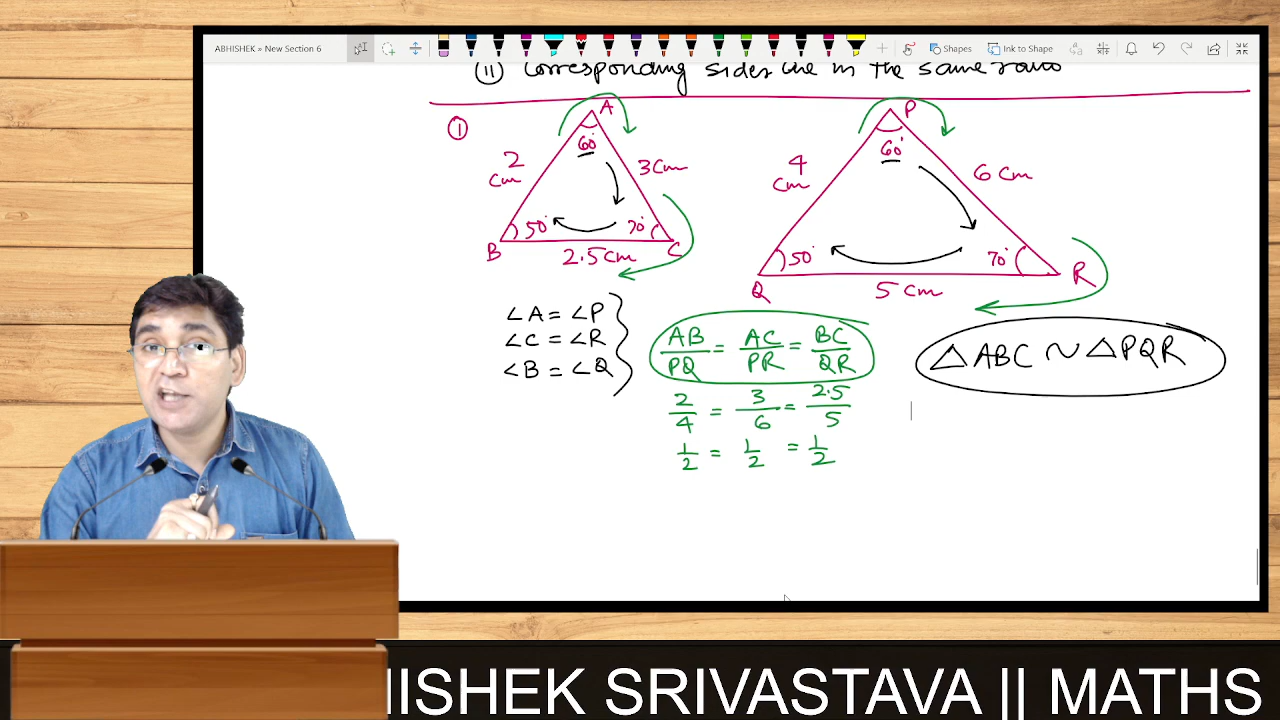 ABHISHEK » New Section 6
Shapes
Ink to Shape
(ii) Corresponding sides are in the same ratio
①
A
60°
2
cm
3cm
50°
70°
B
2.5cm
C
P
60°
4
cm
6 cm
50°
70°
Q
5 cm
R
∠A = ∠P
∠C = ∠R
∠B = ∠Q
AB/PQ = AC/PR = BC/QR
2/4 = 3/6 = 2.5/5
1/2 = 1/2 = 1/2
△ABC ~ △PQR
HISHEK SRIVASTAVA || MATHS